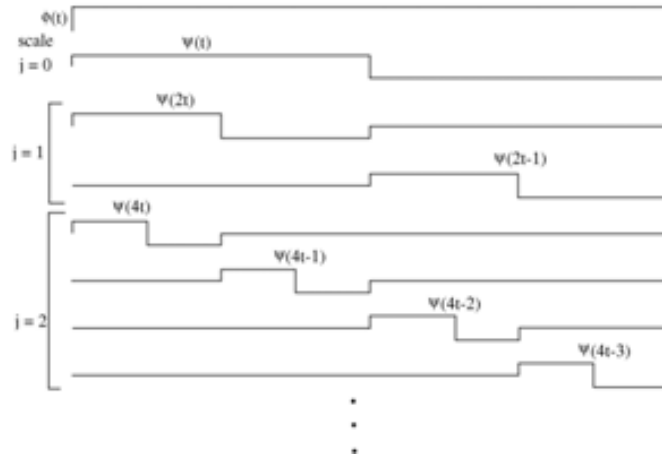 Φ(t)
scale
j = 0
Ψ(t)
j = 1
Ψ(2t)
Ψ(2t-1)
j = 2
Ψ(4t)
Ψ(4t-1)
Ψ(4t-2)
Ψ(4t-3)